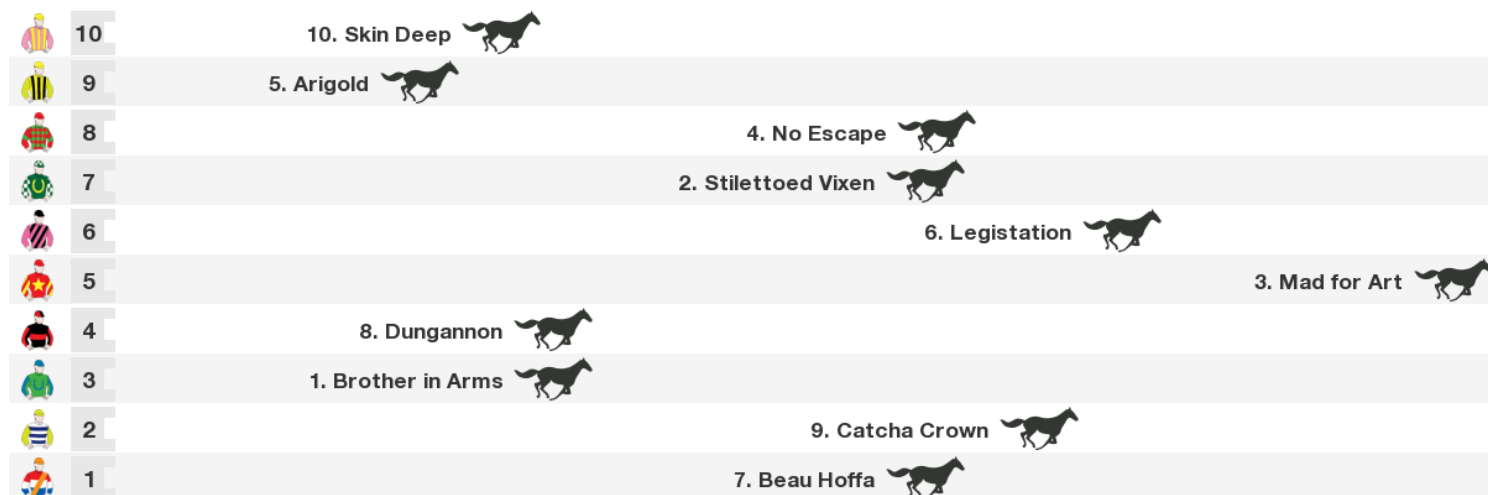 10 10. Skin Deep
9 5. Arigold
8 4. No Escape
7 2. Stilettoed Vixen
6 6. Legistation
5 3. Mad for Art
4 8. Dungannon
3 1. Brother in Arms
2 9. Catcha Crown
1 7. Beau Hoffa